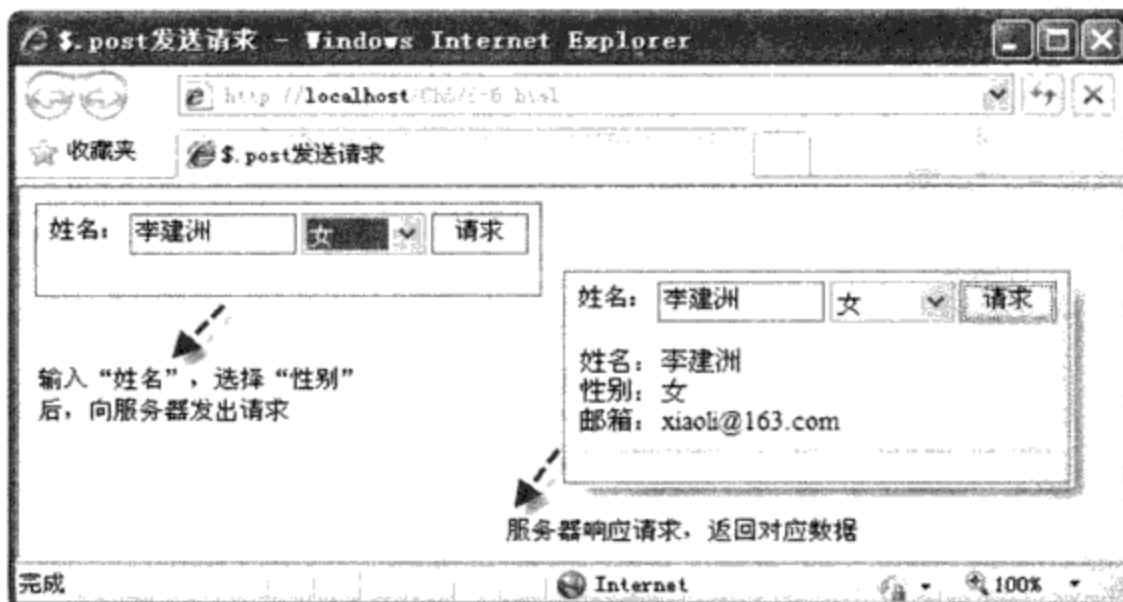 $.post发送请求 - Windows Internet Explorer
http://localhost/Ch6/
收藏夹
$.post发送请求
姓名： 李建洲 女 请求
输入“姓名”，选择“性别”
后，向服务器发出请求
姓名： 李建洲 女 请求
姓名：李建洲
性别：女
邮箱：xiaoli@163.com
服务器响应请求，返回对应数据
完成
Internet
100%